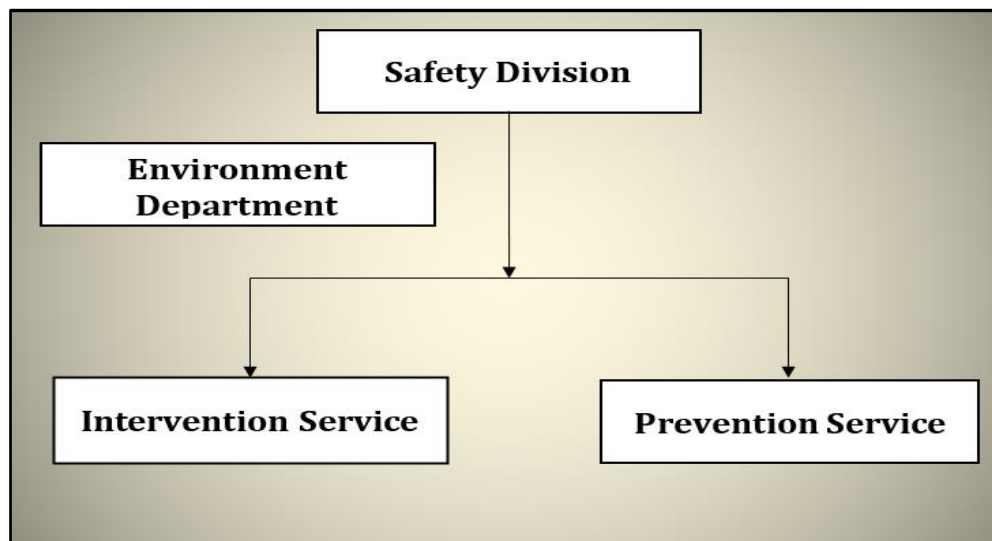 Safety Division
Environment
Department
Intervention Service
Prevention Service